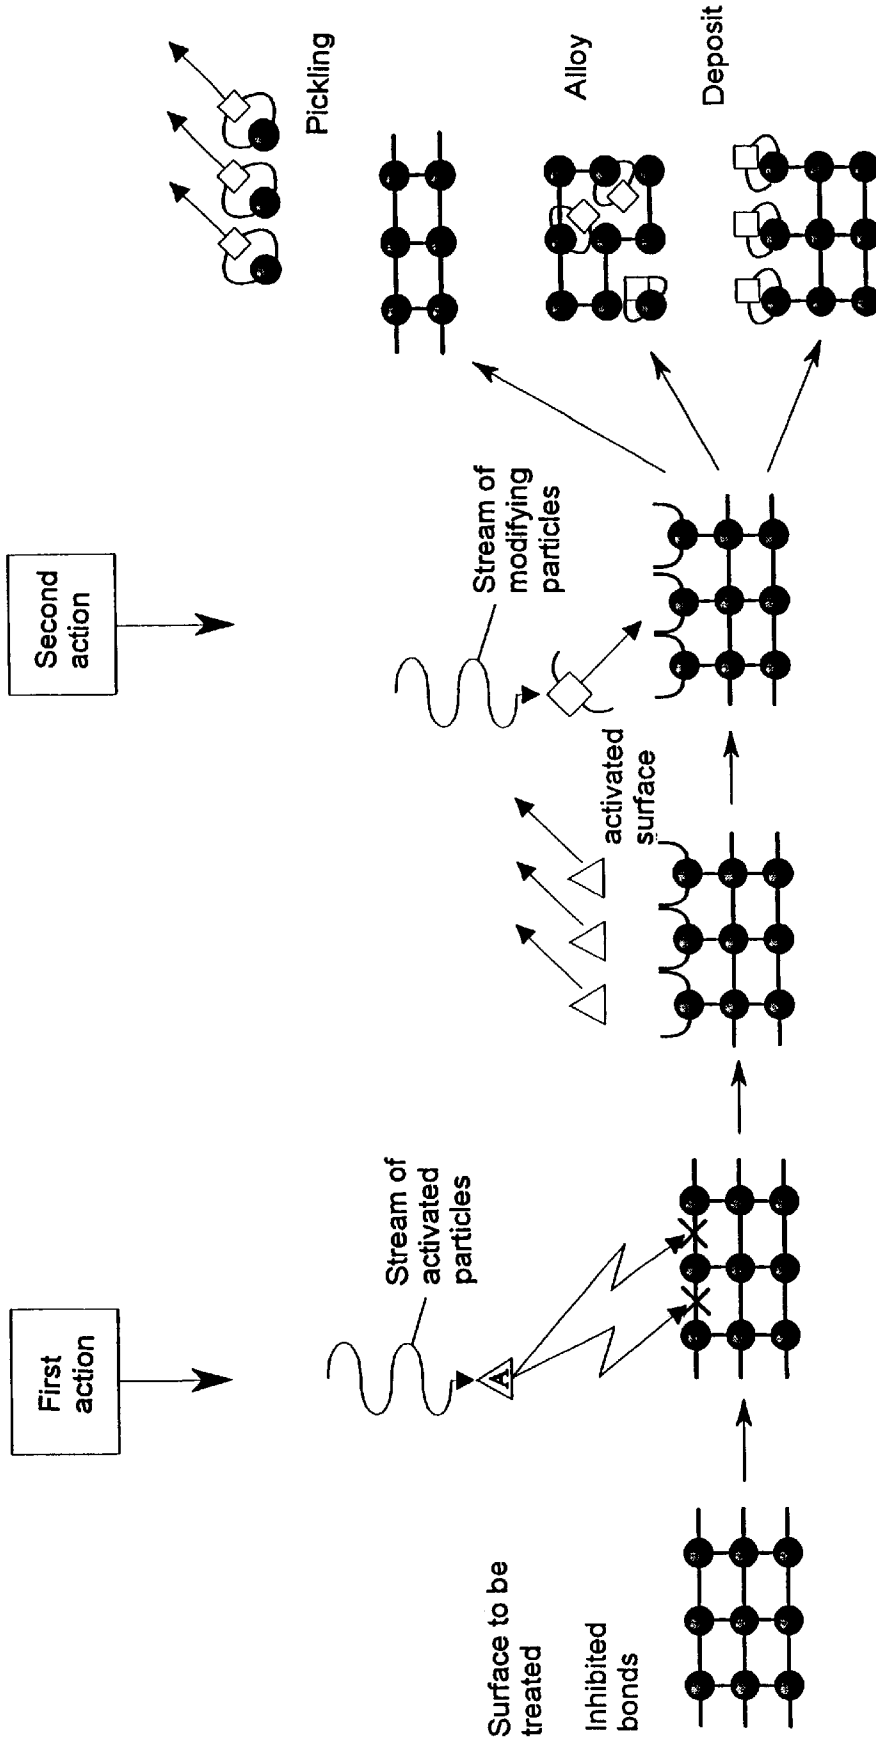 First
action
Second
action
Stream of
activated
particles
Stream of
modifying
particles
Surface to be
treated
Inhibited
bonds
A
activated
surface
Pickling
Alloy
Deposit